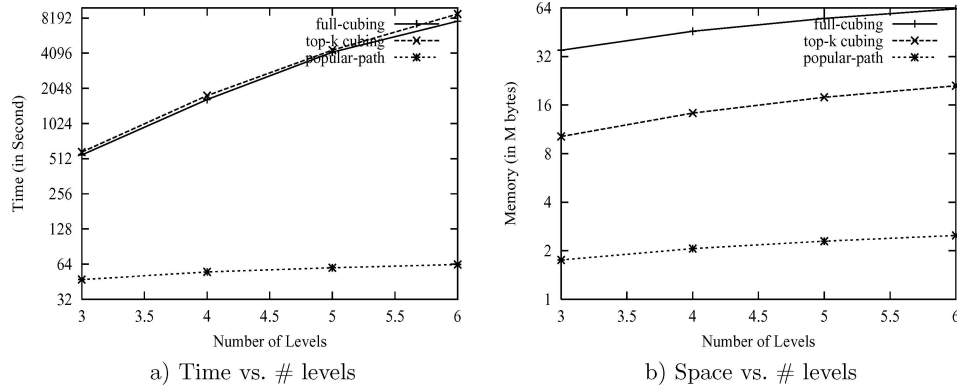 8192
4096
2048
1024
512
256
128
64
32
Time (in Second)
full-cubing
top-k cubing
popular-path
3 3.5 4 4.5 5 5.5 6
Number of Levels
a) Time vs. # levels
64
32
16
8
4
2
1
Memory (in M bytes)
full-cubing
top-k cubing
popular-path
3 3.5 4 4.5 5 5.5 6
Number of Levels
b) Space vs. # levels